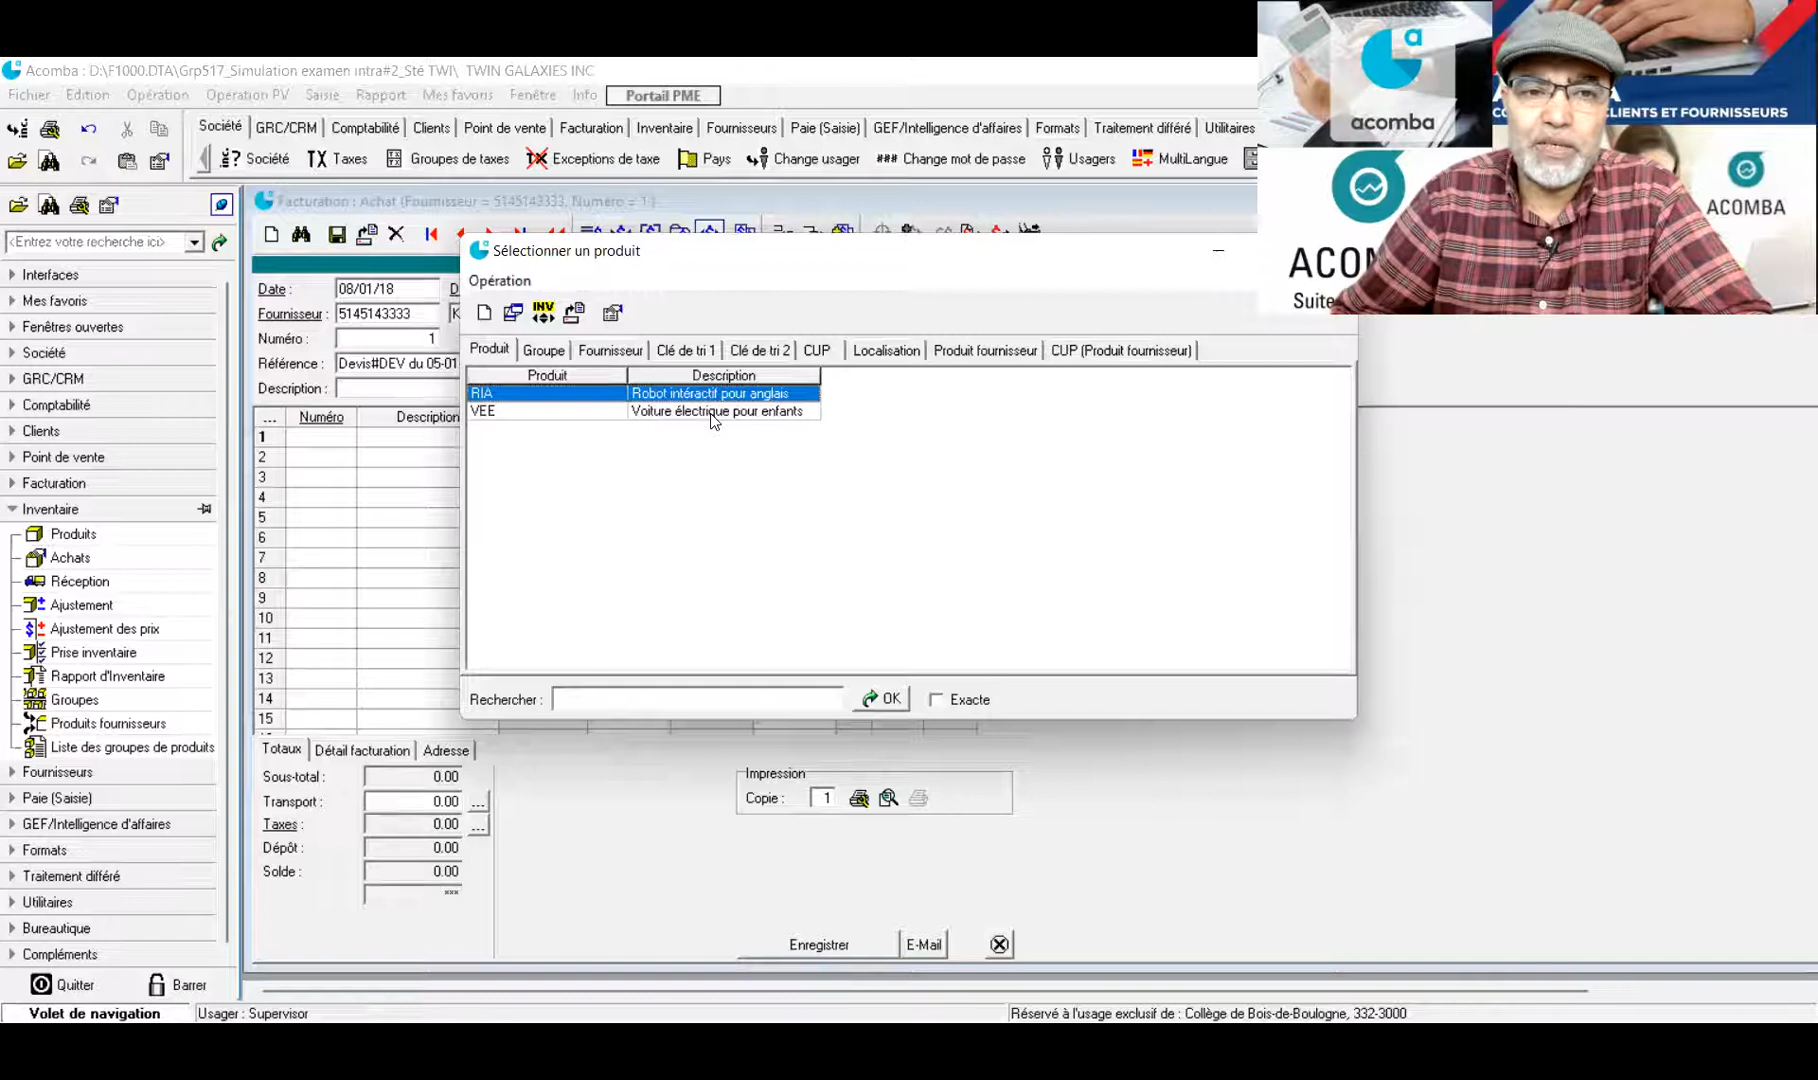 Acomba : D:\F1000.DTA\Grp517_Simulation examen intra#2_Sté TWI\ TWIN GALAXIES INC
Fichier Edition Opération Operation PV Saisie Rapport Mes favoris Fenêtre Info Portail PME
Société GRC/CRM Comptabilité Clients Point de vente Facturation Inventaire Fournisseurs Paie (Saisie) GEF/Intelligence d'affaires Formats Traitement différé Utilitaires
Société Taxes Groupes de taxes Exceptions de taxe Pays Change usager Change mot de passe Usagers MultiLangue
acomba
CLIENTS ET FOURNISSEURS
ACOMBA
Suite
<Entrez votre recherche ici>
Interfaces
Mes favoris
Fenêtres ouvertes
Société
GRC/CRM
Comptabilité
Clients
Point de vente
Facturation
Inventaire
Produits
Achats
Réception
Ajustement
Ajustement des prix
Prise inventaire
Rapport d'Inventaire
Groupes
Produits fournisseurs
Liste des groupes de produits
Fournisseurs
Paie (Saisie)
GEF/Intelligence d'affaires
Formats
Traitement différé
Utilitaires
Bureautique
Compléments
Quitter Barrer
Volet de navigation
Usager : Supervisor
Réservé à l'usage exclusif de : Collège de Bois-de-Boulogne, 332-3000
Facturation : Achat (Fournisseur = 5145143333, Numéro = 1 )
Date : 08/01/18 D
Fournisseur : 5145143333 K
Numéro : 1
Référence : Devis#DEV du 05-01
Description :
... Numéro Description
1
2
3
4
5
6
7
8
9
10
11
12
13
14
15
Sélectionner un produit
Opération
INV
Produit Groupe Fournisseur Clé de tri 1 Clé de tri 2 CUP Localisation Produit fournisseur CUP (Produit fournisseur)
Produit Description
RIA Robot intéractif pour anglais
VEE Voiture électrique pour enfants
Rechercher : OK Exacte
Totaux Détail facturation Adresse
Sous-total : 0.00
Transport : 0.00 ...
Taxes : 0.00 ...
Dépôt : 0.00
Solde : 0.00
***
Impression
Copie : 1
Enregistrer E-Mail